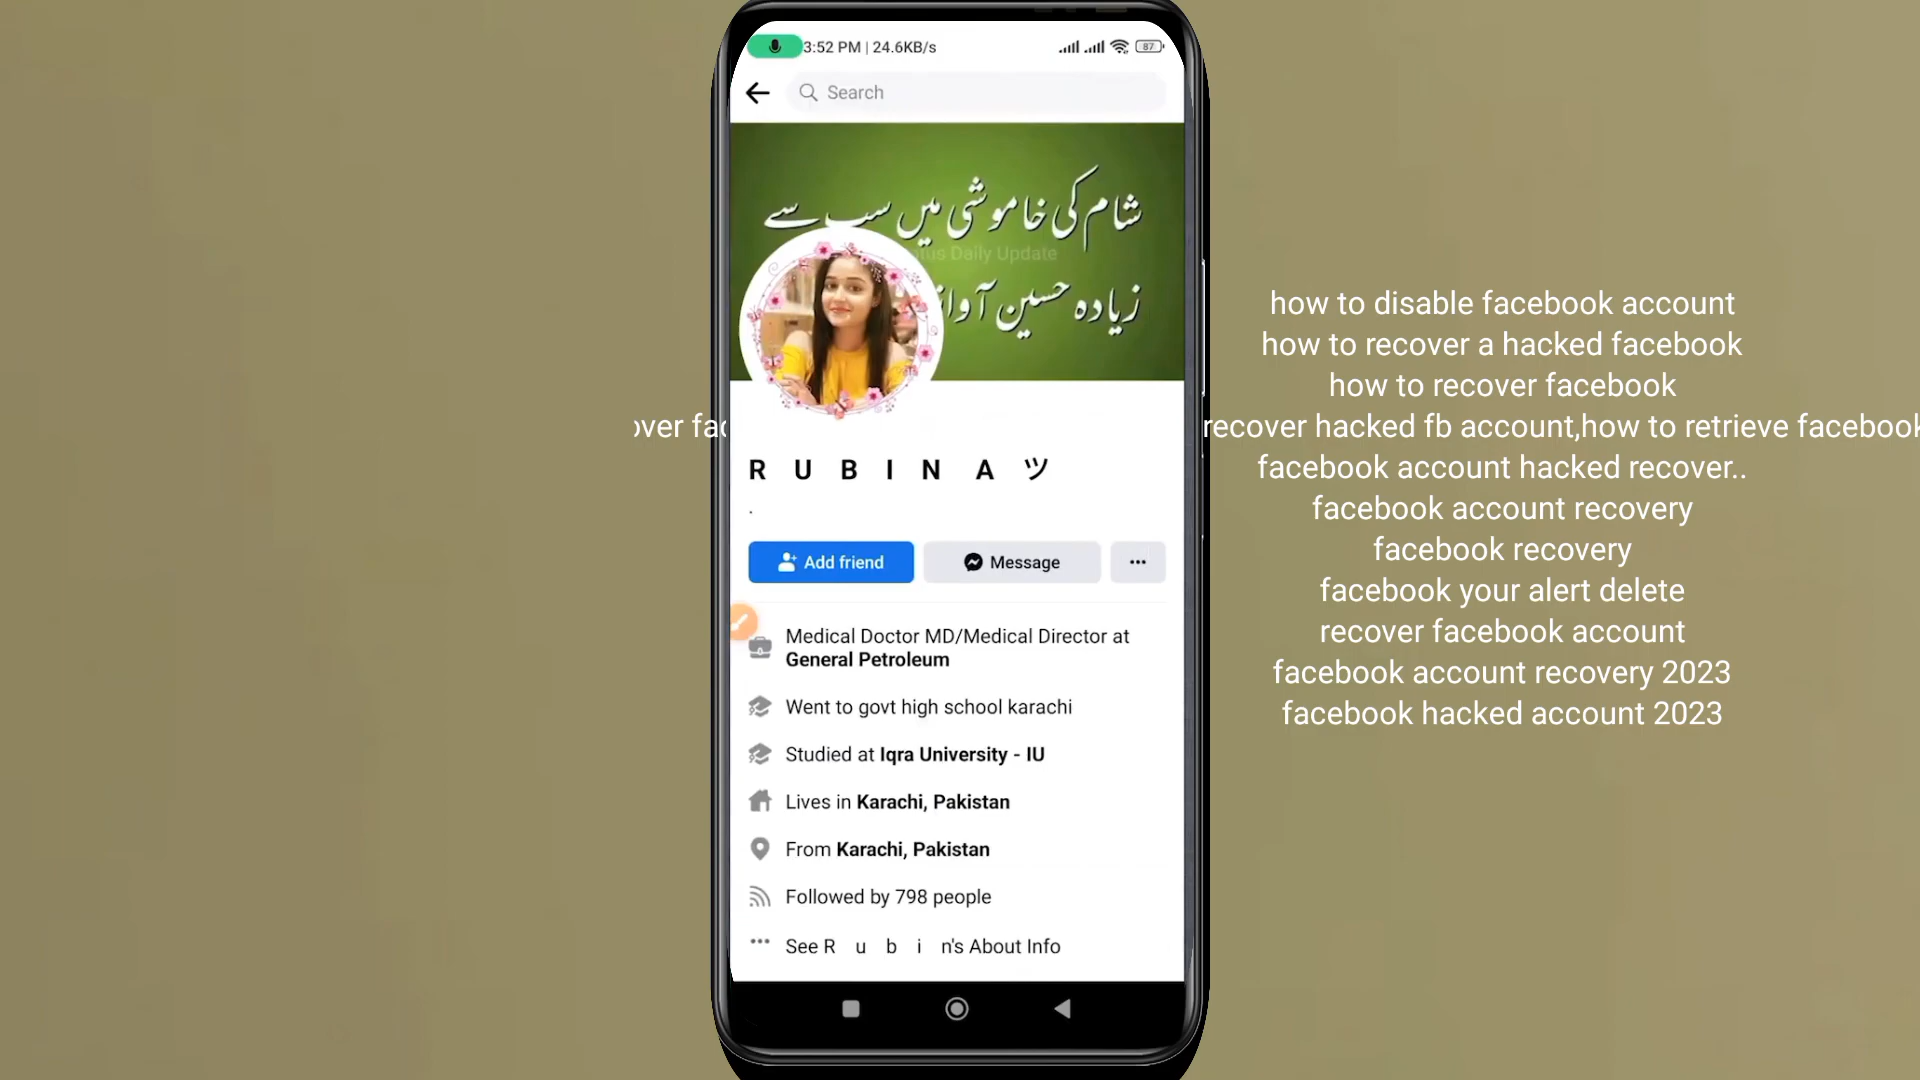 3:52 PM | 24.6KB/s
87
Search
شام کی خاموشی میں سب سے
Daily Update
زیادہ حسین آواز
R U B I N A ツ
.
Add friend
Message
Medical Doctor MD/Medical Director at
General Petroleum
Went to govt high school karachi
Studied at Iqra University - IU
Lives in Karachi, Pakistan
From Karachi, Pakistan
Followed by 798 people
See R u b i n's About Info
how to disable facebook account
how to recover a hacked facebook
how to recover facebook
recover hacked fb account,how to retrieve facebook
facebook account hacked recover..
facebook account recovery
facebook recovery
facebook your alert delete
recover facebook account
facebook account recovery 2023
facebook hacked account 2023